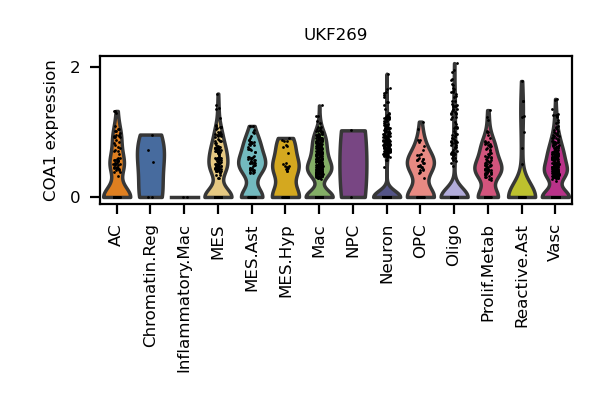 UKF269
COA1 expression
2
0
AC
Chromatin.Reg
Inflammatory.Mac
MES
MES.Ast
MES.Hyp
Mac
NPC
Neuron
OPC
Oligo
Prolif.Metab
Reactive.Ast
Vasc